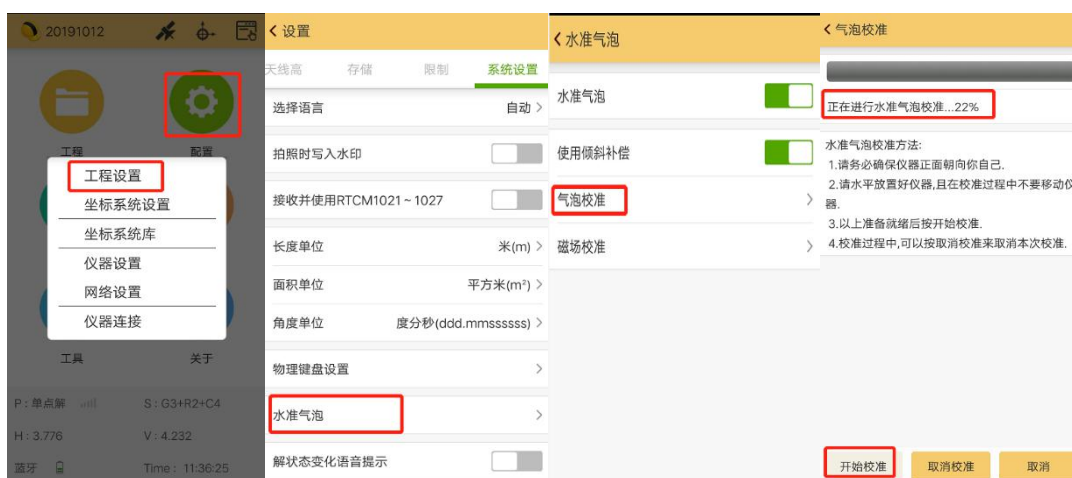 20191012
工程
配置
工程设置
坐标系统设置
坐标系统库
仪器设置
网络设置
仪器连接
工具
关于
P : 单点解
S : G3+R2+C4
H : 3.776
V : 4.232
蓝牙
Time : 11:36:25
设置
天线高
存储
限制
系统设置
选择语言
自动
拍照时写入水印
接收并使用RTCM1021 ~ 1027
长度单位
米(m)
面积单位
平方米(m²)
角度单位
度分秒(ddd.mmssssss)
物理键盘设置
水准气泡
解状态变化语音提示
水准气泡
水准气泡
使用倾斜补偿
气泡校准
磁场校准
气泡校准
正在进行水准气泡校准...22%
水准气泡校准方法:
1.请务必确保仪器正面朝向你自己.
2.请水平放置好仪器,且在校准过程中不要移动仪
器.
3.以上准备就绪后按开始校准.
4.校准过程中,可以按取消校准来取消本次校准.
开始校准
取消校准
取消